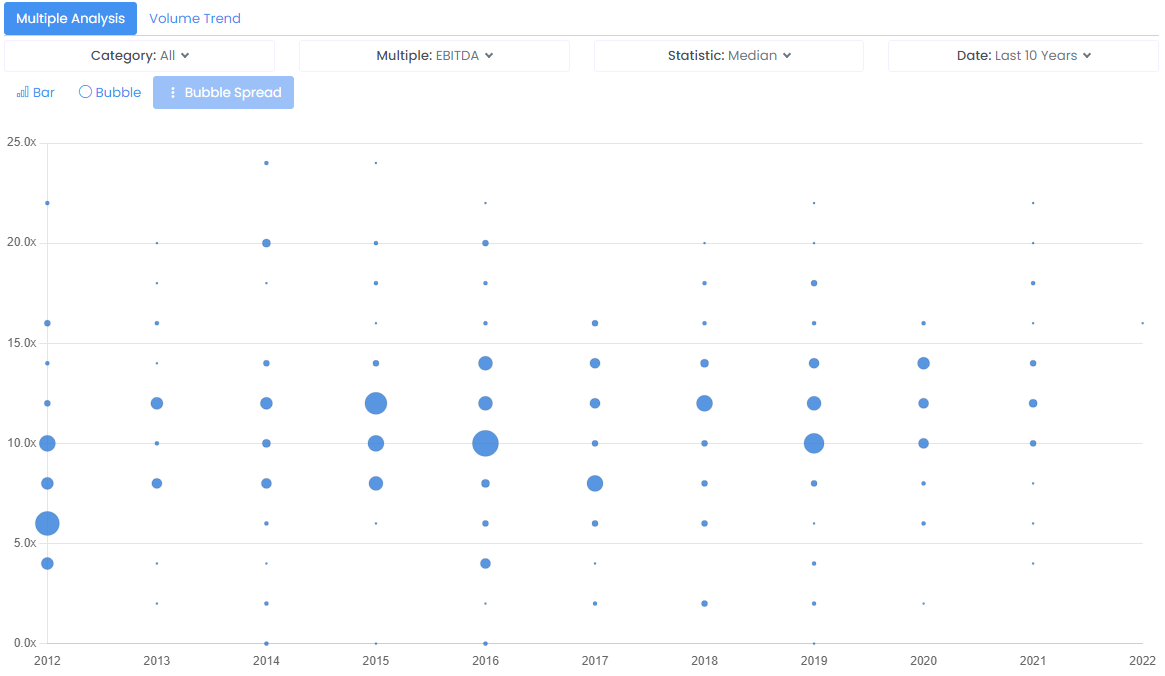 Multiple Analysis Volume Trend
Category: All Multiple: EBITDA Statistic: Median Date: Last 10 Years
Bar Bubble Bubble Spread
25.0x
20.0x
15.0x
10.0x
5.0x
0.0x
2012 2013 2014 2015 2016 2017 2018 2019 2020 2021 2022